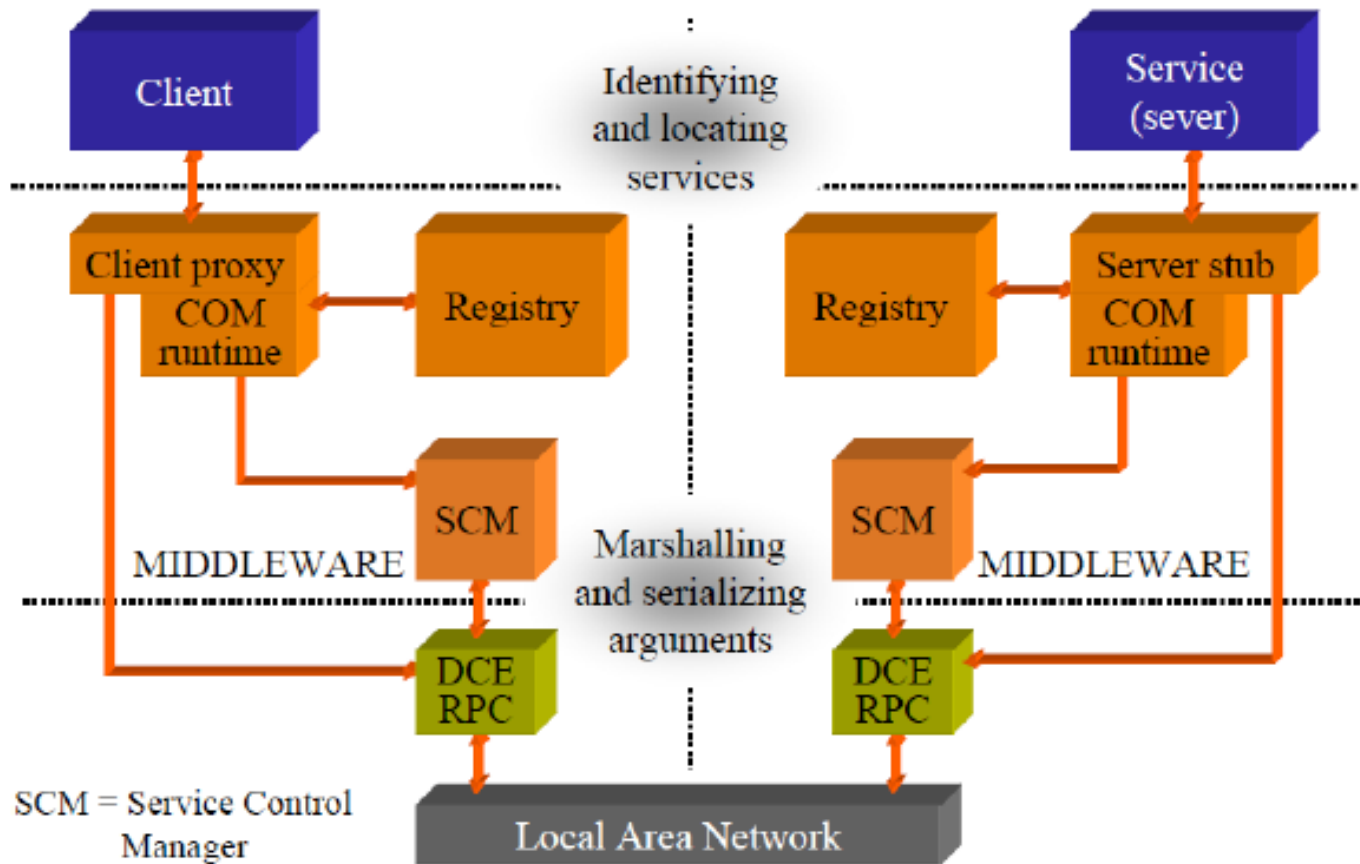 Client
Identifying
and locating
services
Service
(sever)
Client proxy
COM
runtime
Registry
Registry
Server stub
COM
runtime
SCM
SCM
MIDDLEWARE
Marshalling
and serializing
arguments
MIDDLEWARE
DCE
RPC
DCE
RPC
SCM = Service Control
Manager
Local Area Network